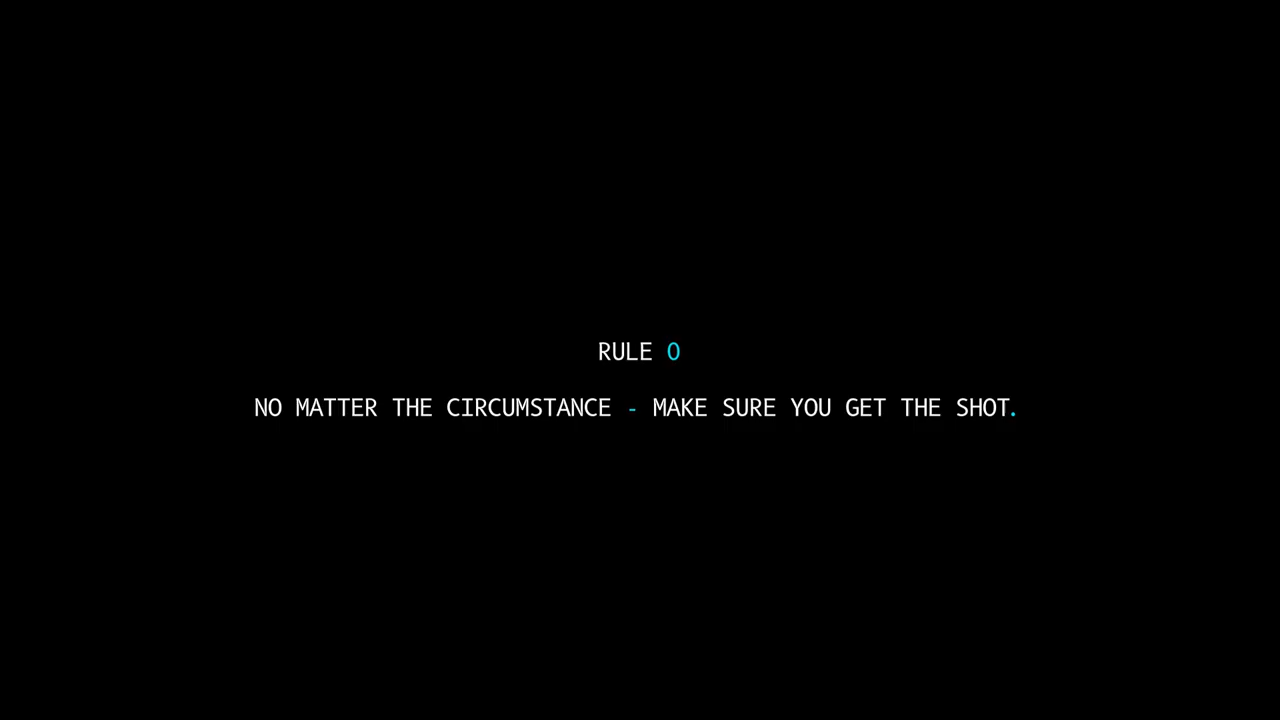 RULE 0
NO MATTER THE CIRCUMSTANCE - MAKE SURE YOU GET THE SHOT.